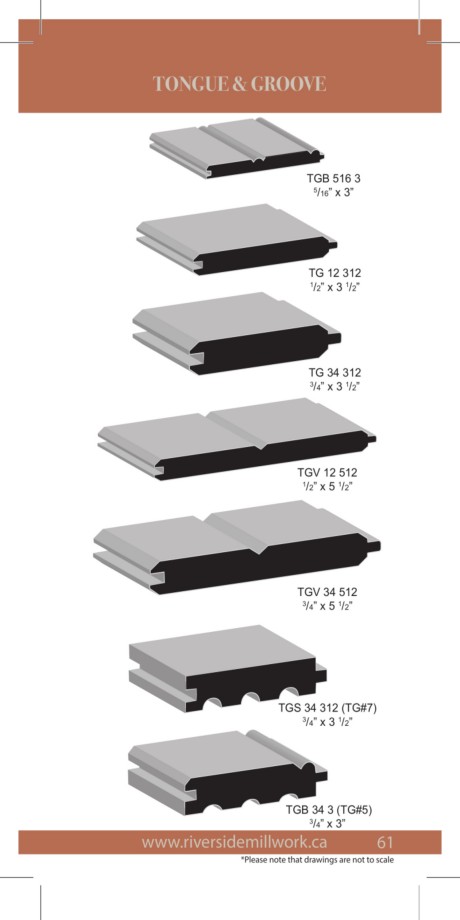 TONGUE & GROOVE
TGB 516 3
5/16” x 3”
TG 12 312
1/2” x 3 1/2”
TG 34 312
3/4” x 3 1/2”
TGV 12 512
1/2” x 5 1/2”
TGV 34 512
3/4” x 5 1/2”
TGS 34 312 (TG#7)
3/4” x 3 1/2”
TGB 34 3 (TG#5)
3/4” x 3”
www.riversidemillwork.ca 61
*Please note that drawings are not to scale